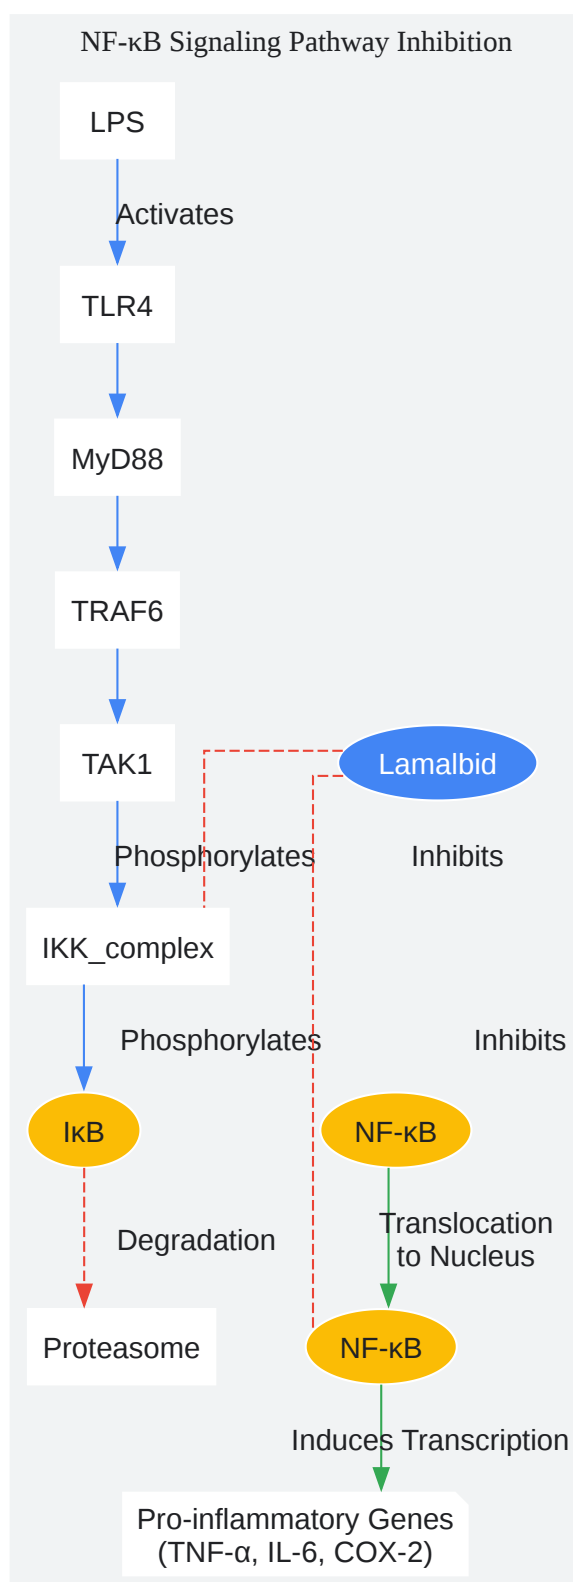 NF-κB Signaling Pathway Inhibition
LPS
Activates
TLR4
MyD88
TRAF6
TAK1
Lamalbid
Phosphorylates
Inhibits
IKK_complex
Phosphorylates
Inhibits
IκB
NF-κB
Translocation
to Nucleus
Degradation
Proteasome
NF-κB
Induces Transcription
Pro-inflammatory Genes
(TNF-α, IL-6, COX-2)